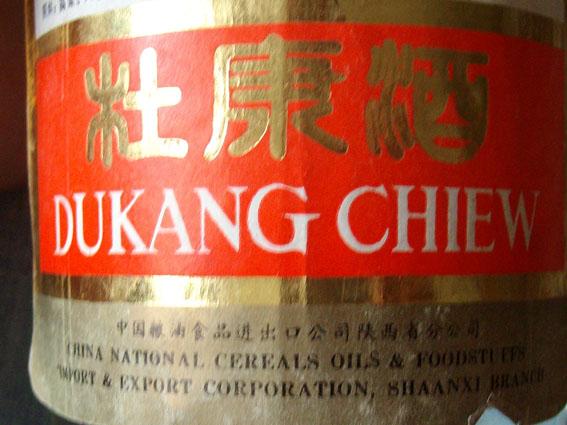 杜康酒
DUKANG CHIEW
中国粮油食品进出口公司陕西省分公司
CHINA NATIONAL CEREALS OILS & FOODSTUFFS
IMPORT & EXPORT CORPORATION, SHAANXI BRANCH